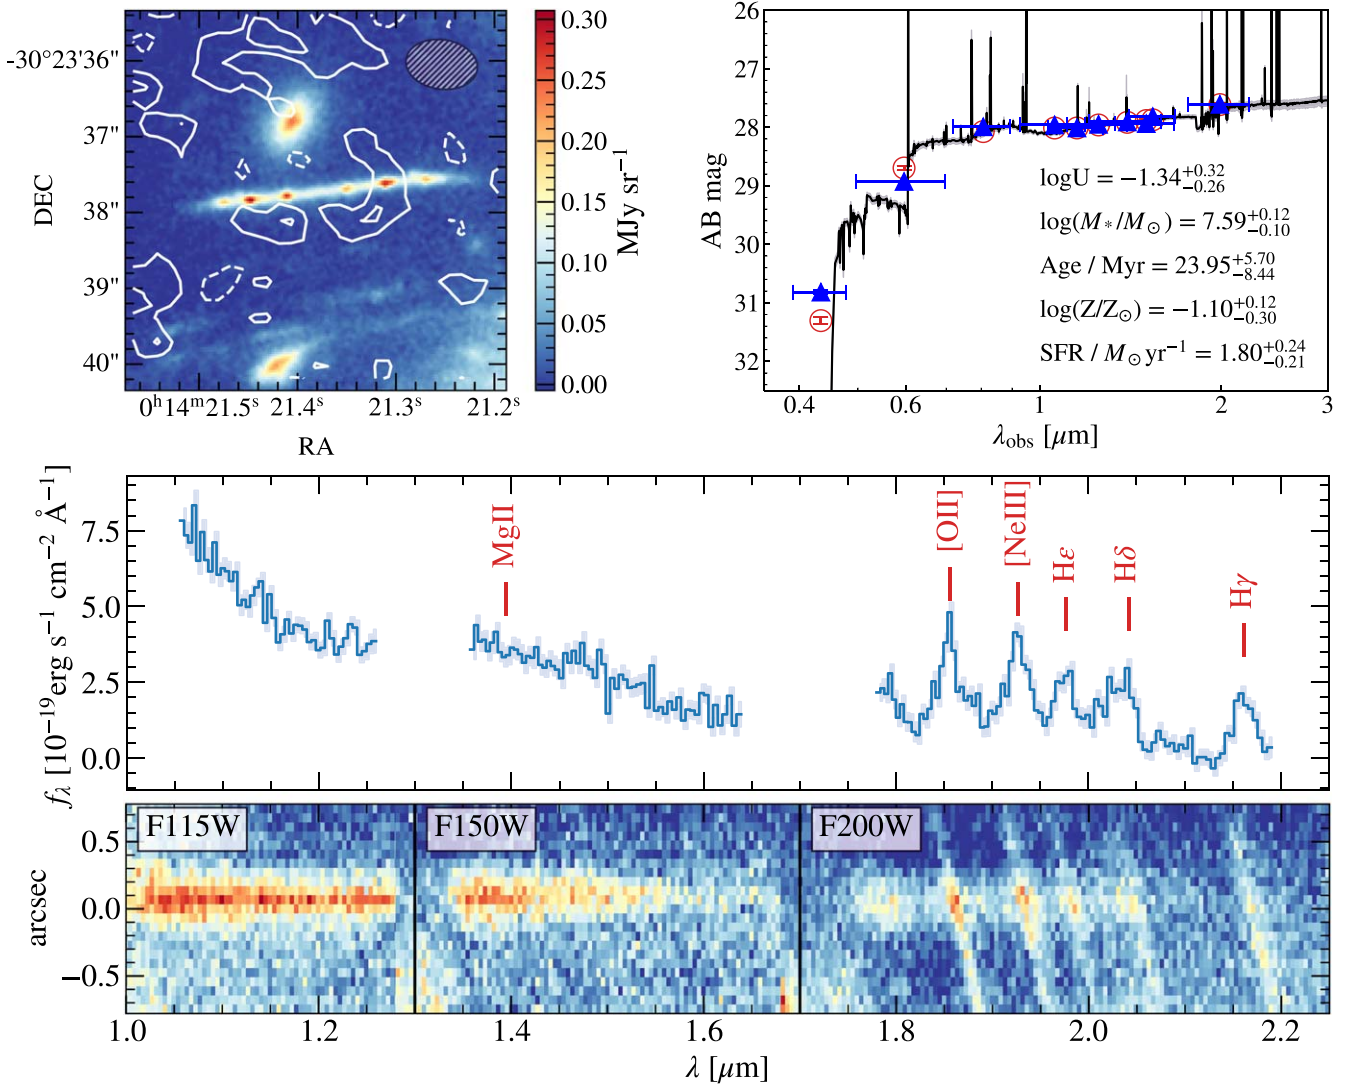 -30°23'36"
37"
38"
39"
40"
DEC
0ʰ14ᵐ21.5ˢ 21.4ˢ 21.3ˢ 21.2ˢ
RA
0.30
0.25
0.20
0.15
0.10
0.05
0.00
MJy sr⁻¹
26
27
28
29
30
31
32
AB mag
logU = −1.34 +0.32 −0.26
log(M*/M⊙) = 7.59 +0.12 −0.10
Age / Myr = 23.95 +5.70 −8.44
log(Z/Z⊙) = −1.10 +0.12 −0.30
SFR / M⊙ yr⁻¹ = 1.80 +0.24 −0.21
0.4 0.6 1 2 3
λobs [μm]
fλ [10⁻¹⁹erg s⁻¹ cm⁻² Å⁻¹]
7.5
5.0
2.5
0.0
MgII
[OII]
[NeIII]
Hε
Hδ
Hγ
F115W
F150W
F200W
arcsec
0.5
0.0
−0.5
1.0 1.2 1.4 1.6 1.8 2.0 2.2
λ [μm]